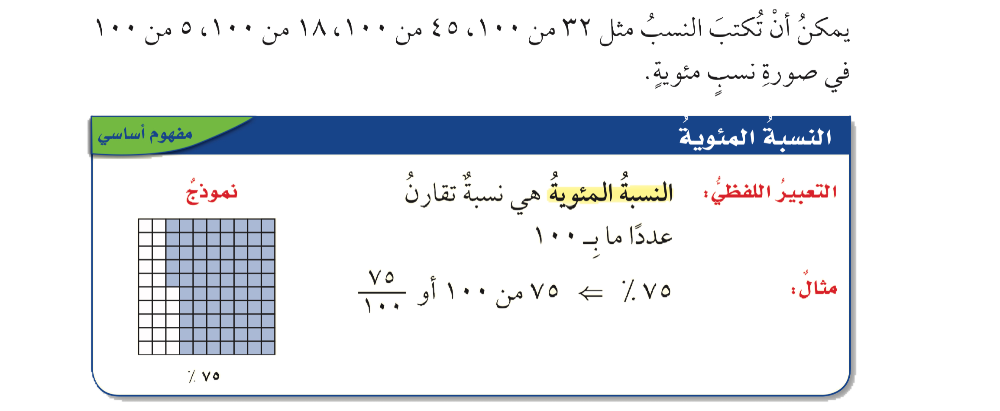 يمكنُ أنْ تُكتبَ النسبُ مثل ٣٢ من ١٠٠، ٤٥ من ١٠٠، ١٨ من ١٠٠، ٥ من ١٠٠
في صورةِ نسبٍ مئويةٍ.
النسبةُ المئويةُ
مفهوم أساسي
التعبيرُ اللفظيُّ: النسبةُ المئويةُ هي نسبةٌ تقارنُ
عددًا ما بِـ ١٠٠
مثالٌ: ٧٥ ٪ ⇐ ٧٥ من ١٠٠ أو ٧٥/١٠٠
نموذجٌ
٧٥ ٪